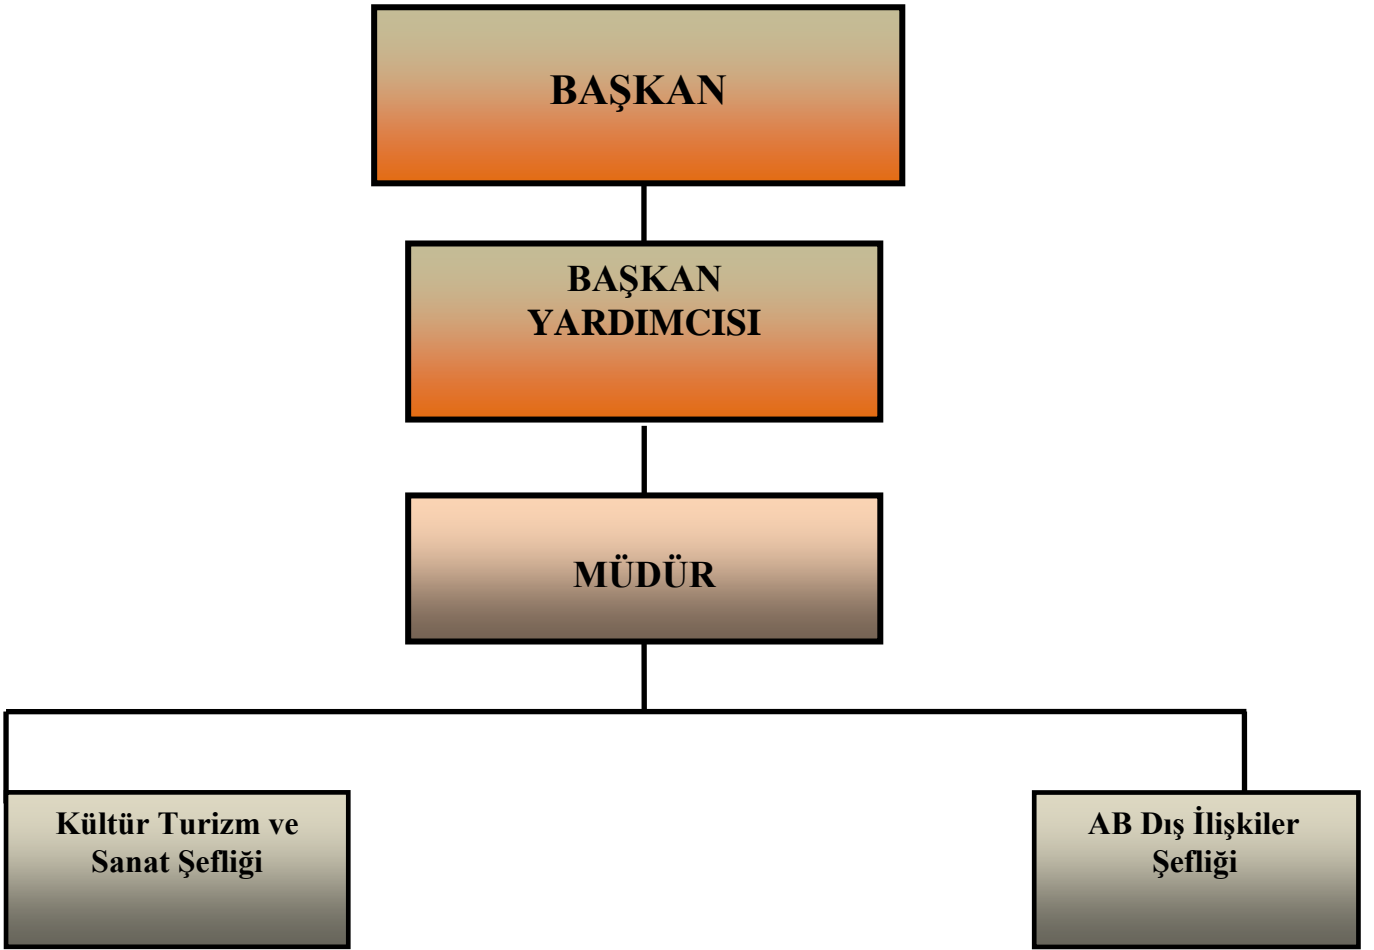 BAŞKAN
BAŞKAN
YARDIMCISI
MÜDÜR
Kültür Turizm ve
Sanat Şefliği
AB Dış İlişkiler
Şefliği